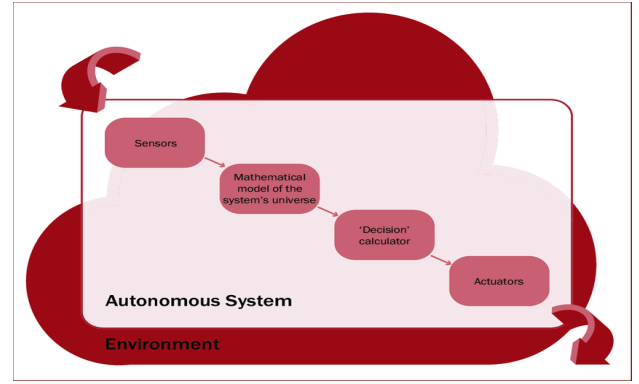 Sensors
Mathematical
model of the
system's universe
‘Decision’
calculator
Actuators
Autonomous System
Environment